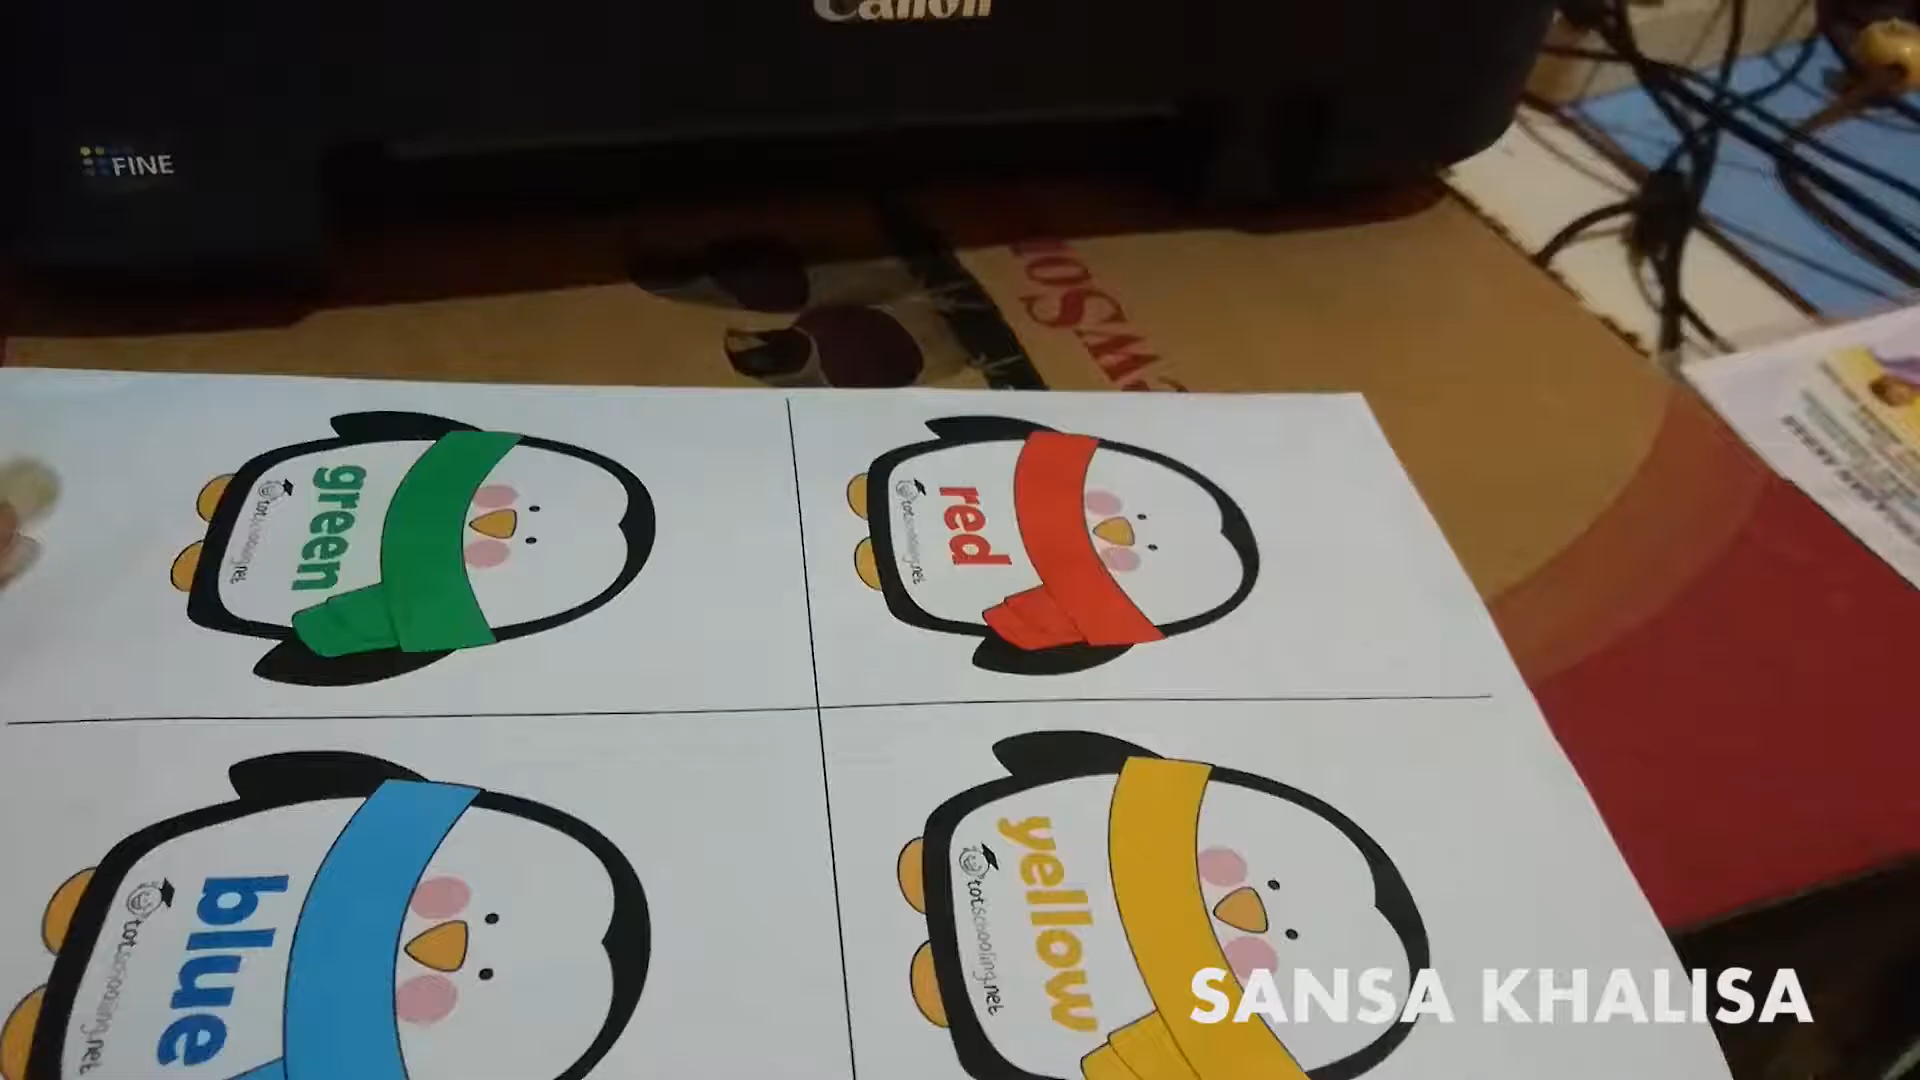 Canon
FINE
green
totschooling.net
red
totschooling.net
blue
totschooling.net
yellow
totschooling.net
SANSA KHALISA